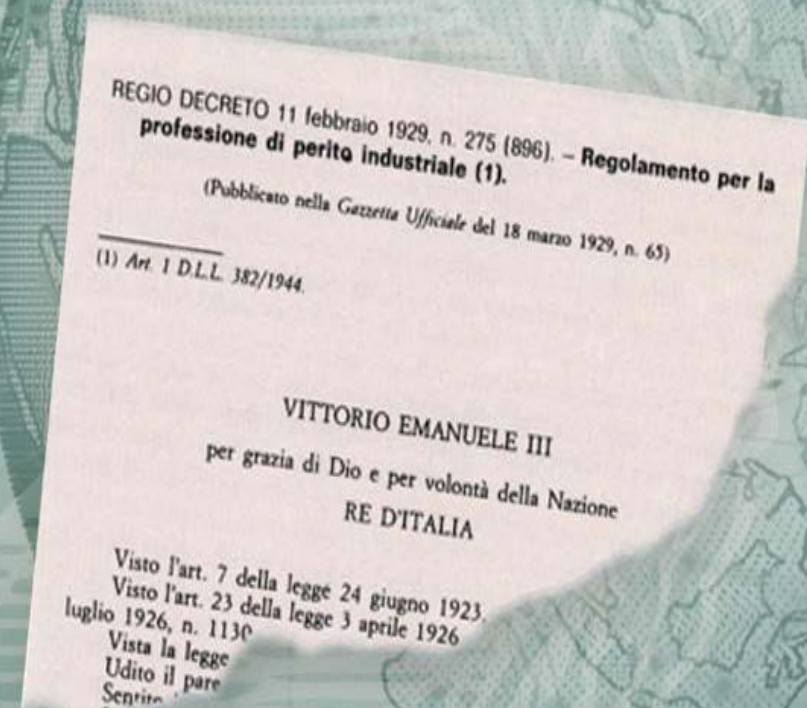 REGIO DECRETO 11 febbraio 1929, n. 275 (896). – Regolamento per la
professione di perito industriale (1).
(Pubblicato nella Gazzetta Ufficiale del 18 marzo 1929, n. 65)
(1) Art. 1 D.L.L. 382/1944.
VITTORIO EMANUELE III
per grazia di Dio e per volontà della Nazione
RE D'ITALIA
Visto l'art. 7 della legge 24 giugno 1923,
Visto l'art. 23 della legge 3 aprile 1926
luglio 1926, n. 1130
Vista la legge
Udito il pare
Sentito